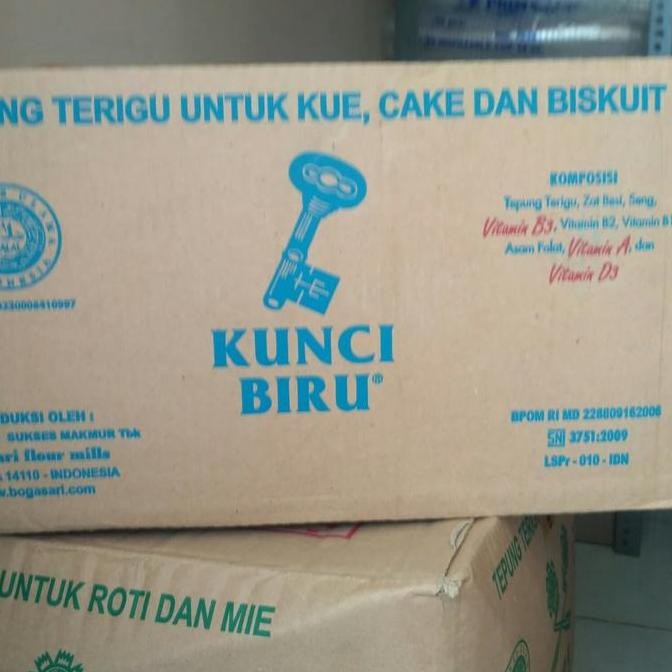 NG TERIGU UNTUK KUE, CAKE DAN BISKUIT
KOMPOSISI
Tepung Terigu, Zat Besi, Seng,
Vitamin B3, Vitamin B2, Vitamin B1
Asam Folat, Vitamin A, dan
Vitamin D3
KUNCI
BIRU®
DUKSI OLEH :
SUKSES MAKMUR Tbk
ari flour mills
14110 - INDONESIA
w.bogasari.com
BPOM RI MD 228809162006
SNI 3751:2009
LSPr - 010 - IDN
UNTUK ROTI DAN MIE
TEPUNG TERIGU